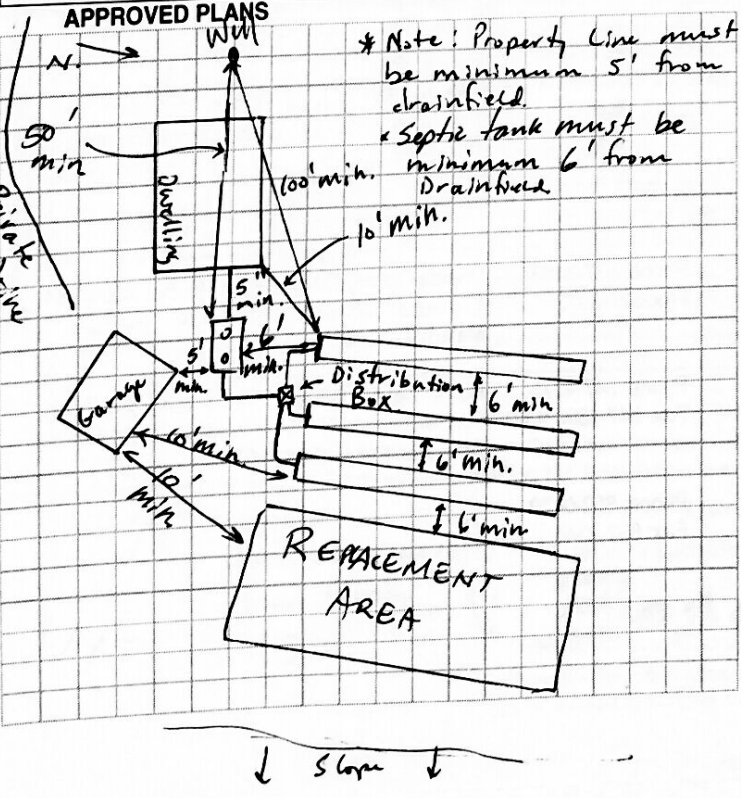 APPROVED PLANS
Well
N.
* Note: Property Line must
be minimum 5' from
drainfield.
* Septic tank must be
minimum 6' from
Drainfield
50'
min
100' min.
10' min.
Dwelling
Private
5'
min.
5'
min.
6'
min.
Garage
Distribution
Box
6' min
10' min.
6' min.
10'
min
6' min
REPLACEMENT
AREA
Slope